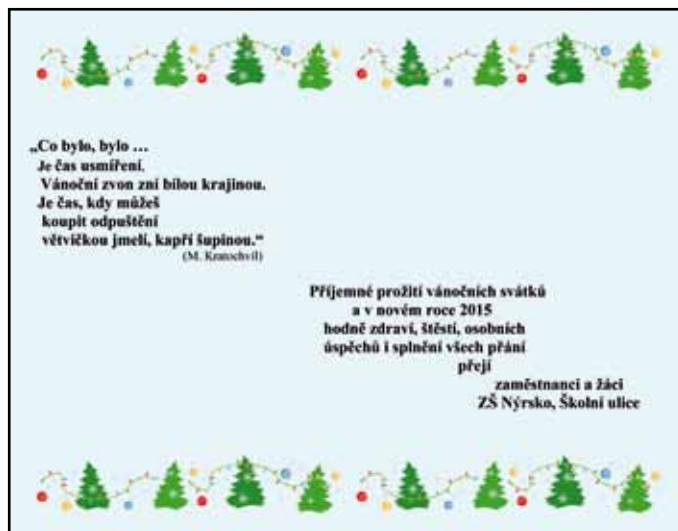 „Co bylo, bylo …
Je čas usmíření,
Vánoční zvon zní bílou krajinou.
Je čas, kdy můžeš
koupit odpuštění
větvičkou jmelí, kapří šupinou.“
(M. Kratochvíl)
Příjemné prožití vánočních svátků
a v novém roce 2015
hodně zdraví, štěstí, osobních
úspěchů i splnění všech přání
přejí
zaměstnanci a žáci
ZŠ Nýrsko, Školní ulice